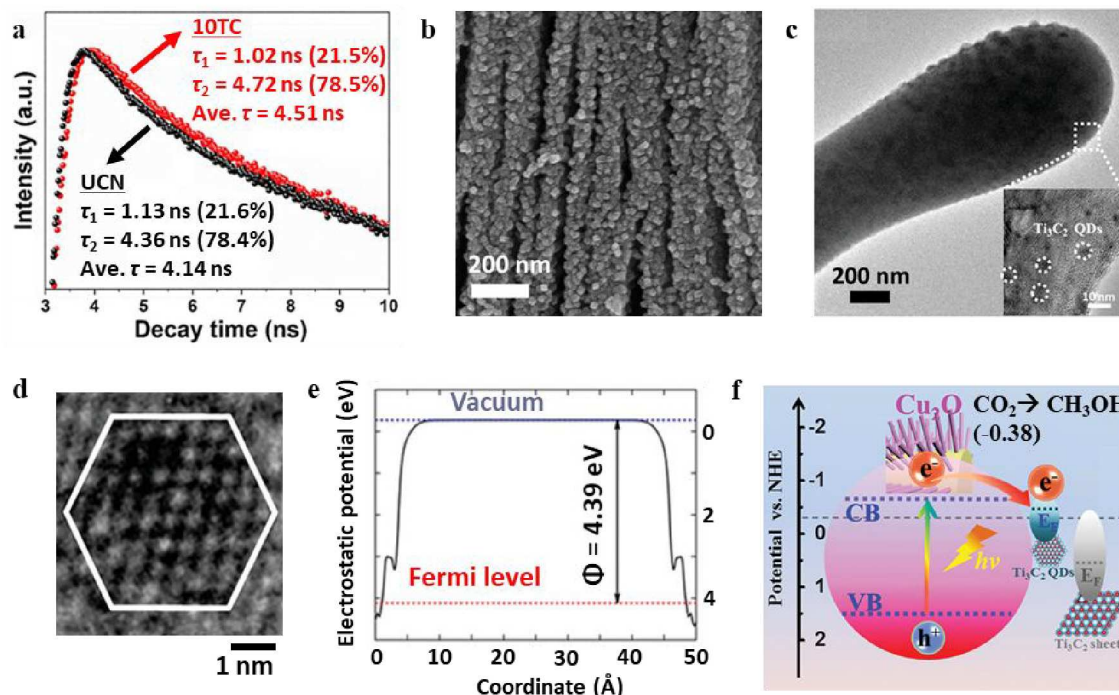 a
10TC
τ1 = 1.02 ns (21.5%)
τ2 = 4.72 ns (78.5%)
Ave. τ = 4.51 ns
UCN
τ1 = 1.13 ns (21.6%)
τ2 = 4.36 ns (78.4%)
Ave. τ = 4.14 ns
Intensity (a.u.)
3 4 5 6 7 8 9 10
Decay time (ns)
b
200 nm
c
Ti3C2 QDs
200 nm
10 nm
d
1 nm
e
Electrostatic potential (eV)
Vacuum
Φ = 4.39 eV
Fermi level
0
2
4
0 10 20 30 40 50
Coordinate (Å)
f
Potential vs. NHE
-2
-1
0
1
2
Cu2O CO2→ CH3OH
(-0.38)
e-
e-
CB
EF
hν
Ti3C2 QDs
EF
VB
h+
Ti3C2 sheet